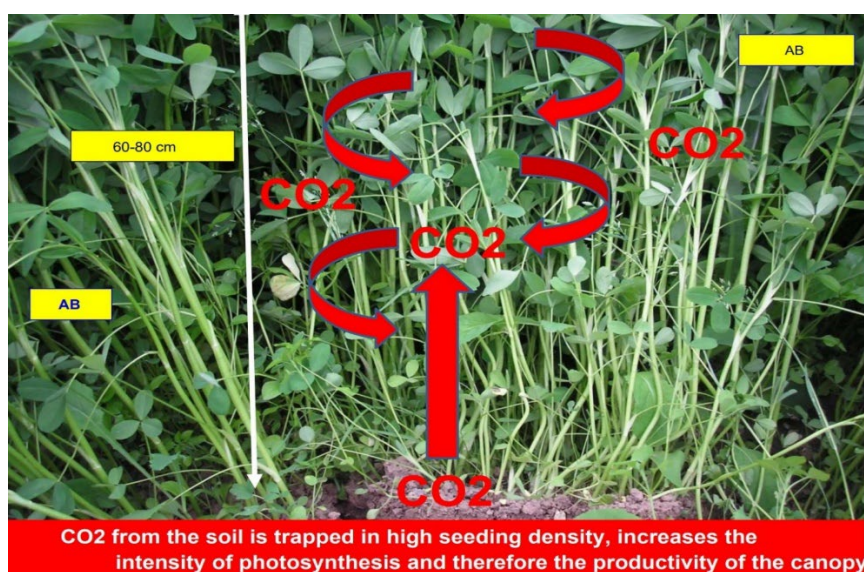 AB
60-80 cm
CO2
CO2
CO2
AB
CO2
CO2 from the soil is trapped in high seeding density, increases the
intensity of photosynthesis and therefore the productivity of the canopy